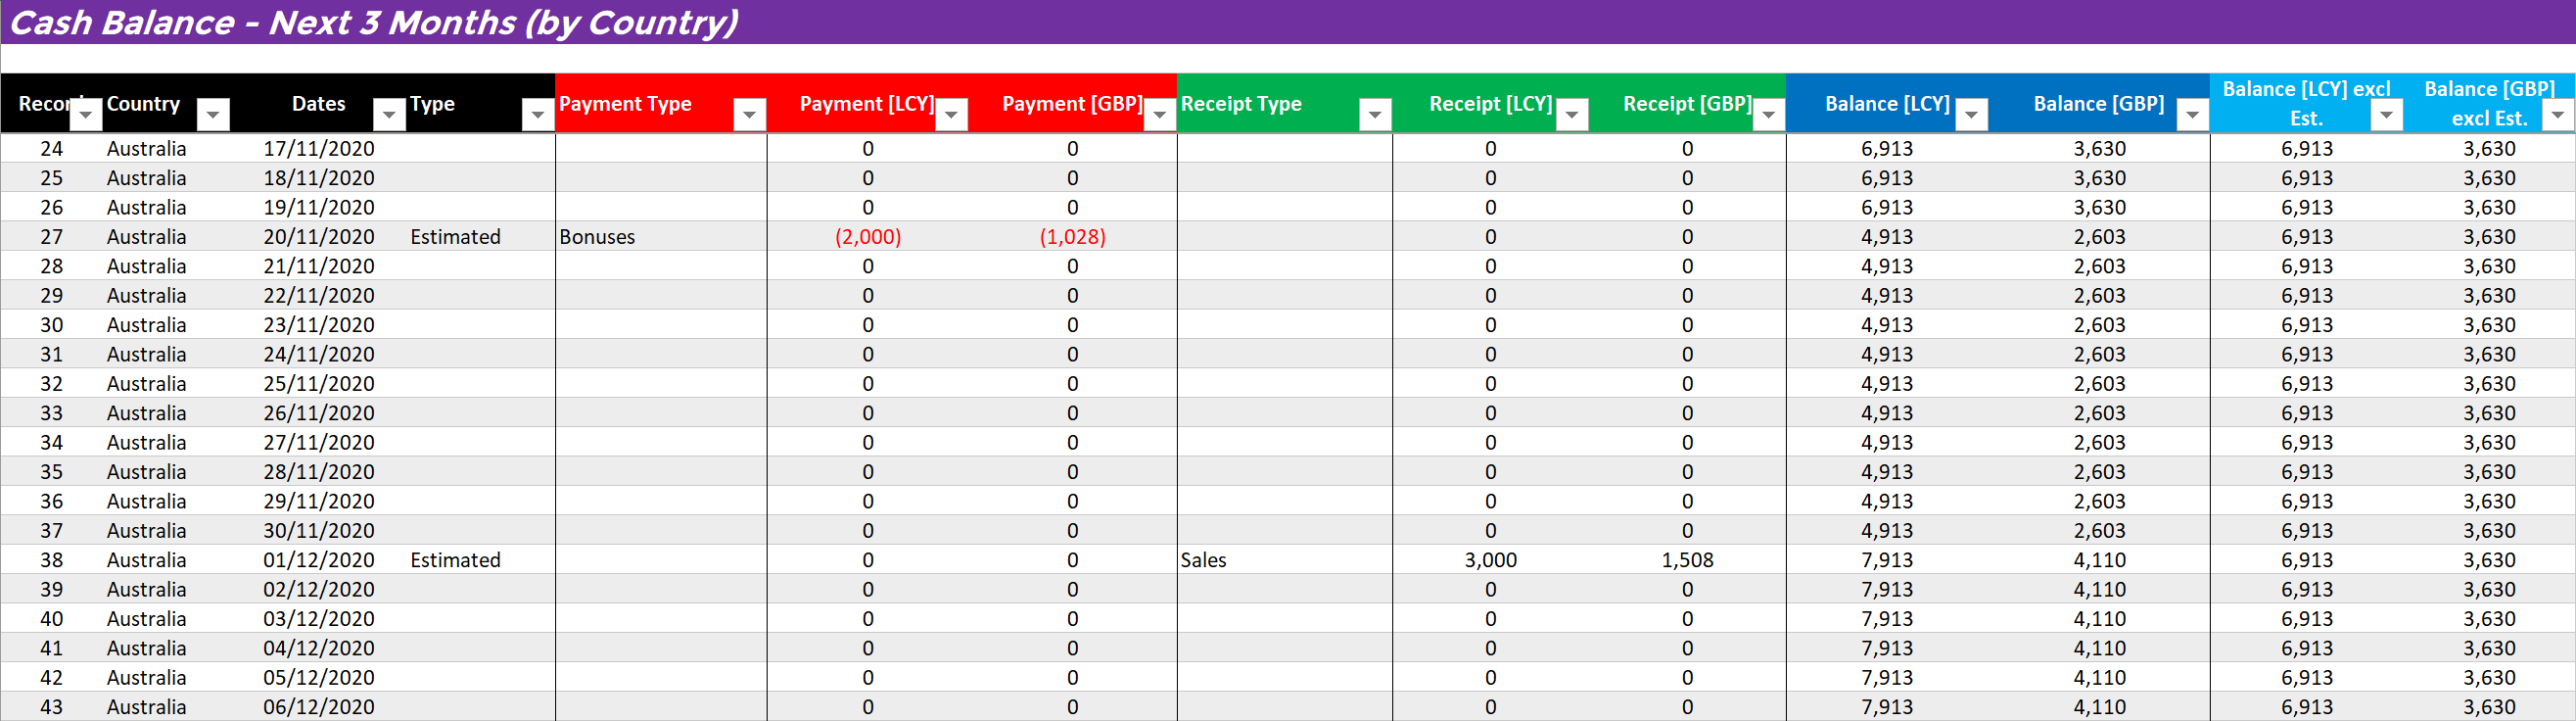 Cash Balance – Next 3 Months (by Country)
Balance [LCY] excl Balance [GBP]
Recor Country Dates Type Payment Type Payment [LCY] Payment [GBP] Receipt Type Receipt [LCY] Receipt [GBP] Balance [LCY] Balance [GBP]
Est. excl Est.
24 Australia 17/11/2020 0 0 0 0 6,913 3,630 6,913 3,630
25 Australia 18/11/2020 0 0 0 0 6,913 3,630 6,913 3,630
26 Australia 19/11/2020 0 0 0 0 6,913 3,630 6,913 3,630
27 Australia 20/11/2020 Estimated Bonuses (2,000) (1,028) 0 0 4,913 2,603 6,913 3,630
28 Australia 21/11/2020 0 0 0 0 4,913 2,603 6,913 3,630
29 Australia 22/11/2020 0 0 0 0 4,913 2,603 6,913 3,630
30 Australia 23/11/2020 0 0 0 0 4,913 2,603 6,913 3,630
31 Australia 24/11/2020 0 0 0 0 4,913 2,603 6,913 3,630
32 Australia 25/11/2020 0 0 0 0 4,913 2,603 6,913 3,630
33 Australia 26/11/2020 0 0 0 0 4,913 2,603 6,913 3,630
34 Australia 27/11/2020 0 0 0 0 4,913 2,603 6,913 3,630
35 Australia 28/11/2020 0 0 0 0 4,913 2,603 6,913 3,630
36 Australia 29/11/2020 0 0 0 0 4,913 2,603 6,913 3,630
37 Australia 30/11/2020 0 0 0 0 4,913 2,603 6,913 3,630
38 Australia 01/12/2020 Estimated 0 0 Sales 3,000 1,508 7,913 4,110 6,913 3,630
39 Australia 02/12/2020 0 0 0 0 7,913 4,110 6,913 3,630
40 Australia 03/12/2020 0 0 0 0 7,913 4,110 6,913 3,630
41 Australia 04/12/2020 0 0 0 0 7,913 4,110 6,913 3,630
42 Australia 05/12/2020 0 0 0 0 7,913 4,110 6,913 3,630
43 Australia 06/12/2020 0 0 0 0 7,913 4,110 6,913 3,630